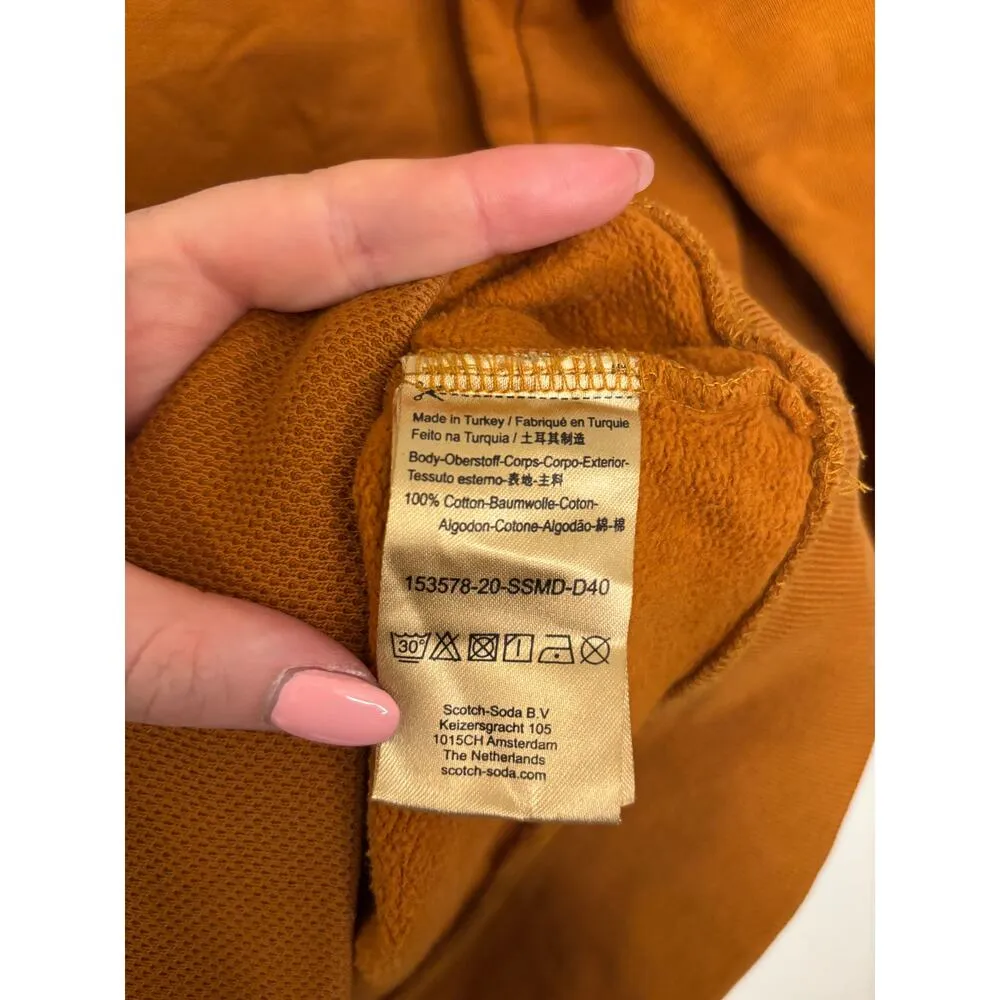 Made in Turkey / Fabriqué en Turquie
Feito na Turquia / 土耳其制造
Body-Oberstoff-Corps-Corpo-Exterior-
Tessuto esterno-表地-主料
100% Cotton-Baumwolle-Coton-
Algodon-Cotone-Algodão-綿-棉
153578-20-SSMD-D40
30°
Scotch-Soda B.V
Keizersgracht 105
1015CH Amsterdam
The Netherlands
scotch-soda.com